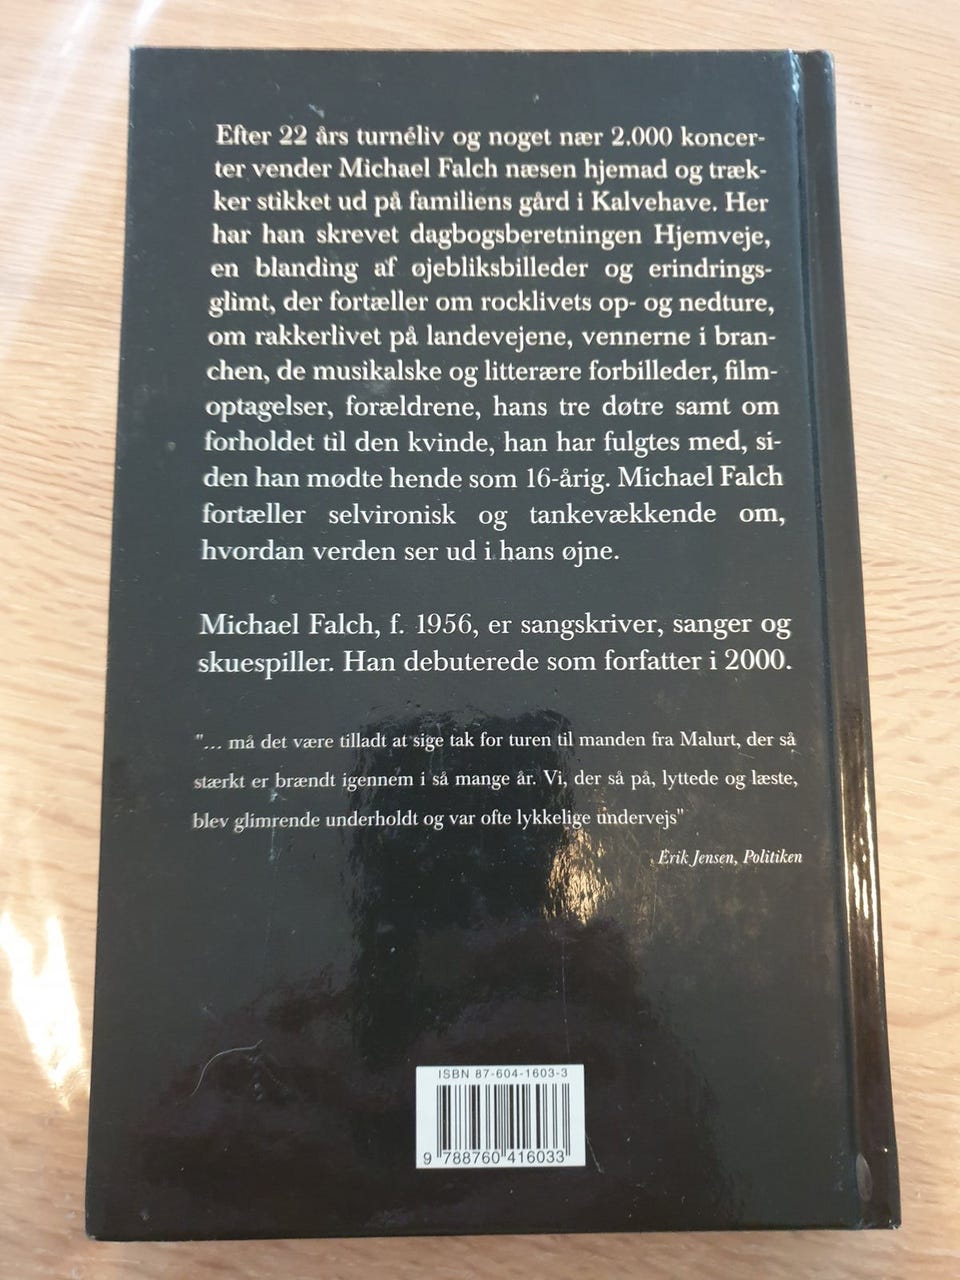 Efter 22 års turnéliv og noget nær 2.000 koncer-
ter vender Michael Falch næsen hjemad og træk-
ker stikket ud på familiens gård i Kalvehave. Her
har han skrevet dagbogsberetningen Hjemveje,
en blanding af øjebliksbilleder og erindrings-
glimt, der fortæller om rocklivets op- og nedture,
om rakkerlivet på landevejene, vennerne i bran-
chen, de musikalske og litterære forbilleder, film-
optagelser, forældrene, hans tre døtre samt om
forholdet til den kvinde, han har fulgtes med, si-
den han mødte hende som 16-årig. Michael Falch
fortæller selvironisk og tankevækkende om,
hvordan verden ser ud i hans øjne.
Michael Falch, f. 1956, er sangskriver, sanger og
skuespiller. Han debuterede som forfatter i 2000.
"... må det være tilladt at sige tak for turen til manden fra Malurt, der så
stærkt er brændt igennem i så mange år. Vi, der så på, lyttede og læste,
blev glimrende underholdt og var ofte lykkelige undervejs"
Erik Jensen, Politiken
ISBN 87-604-1603-3
9 788760 416033